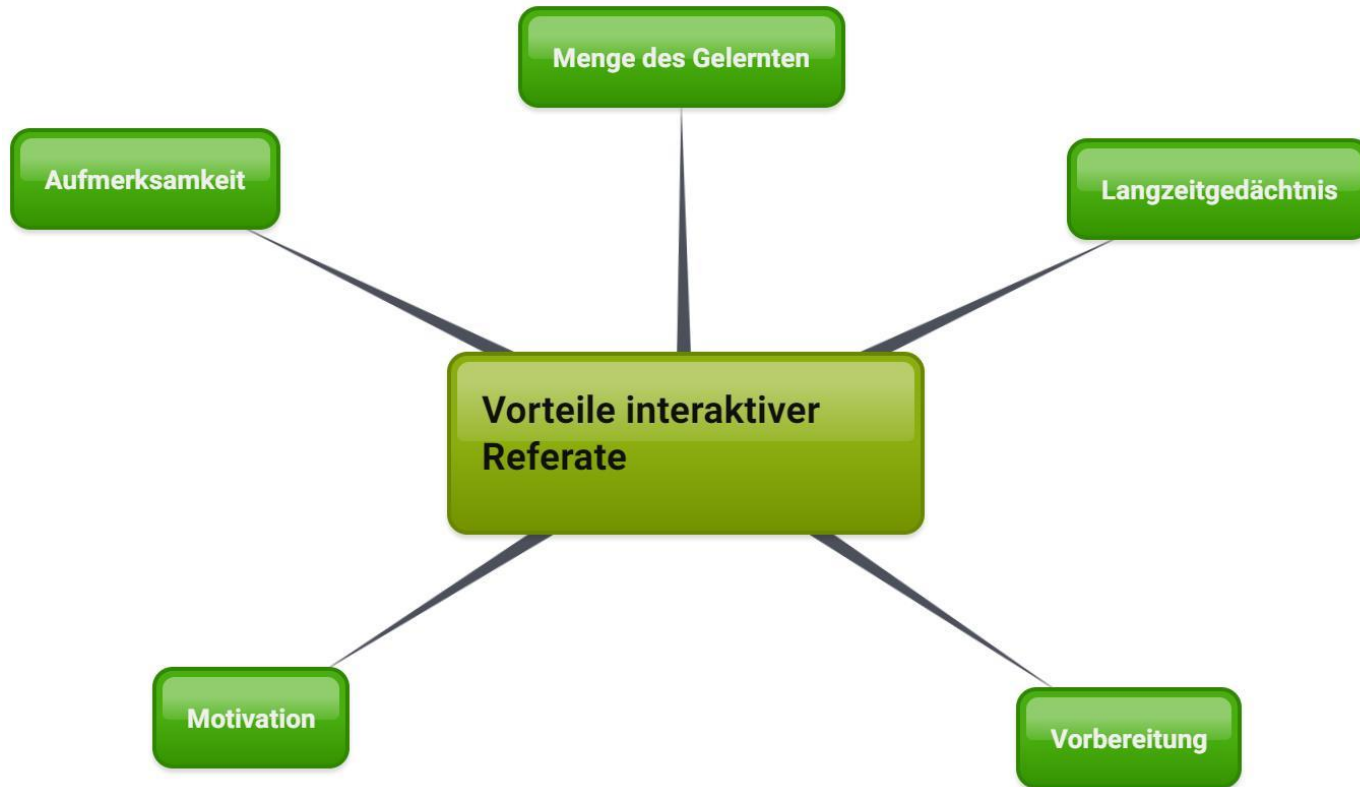 Menge des Gelernten
Aufmerksamkeit
Langzeitgedächtnis
Vorteile interaktiver
Referate
Motivation
Vorbereitung